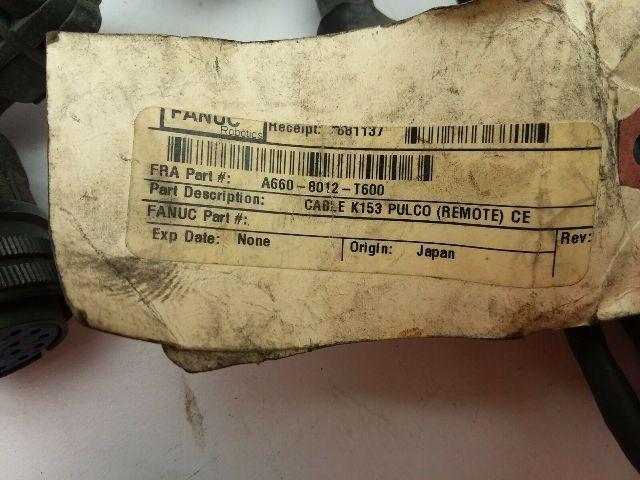 FANUC
Robotics
Receipt: 681137
FRA Part #: A660-8012-T600
Part Description: CABLE K153 PULCO (REMOTE) CE
FANUC Part #:
Exp Date: None Origin: Japan Rev: